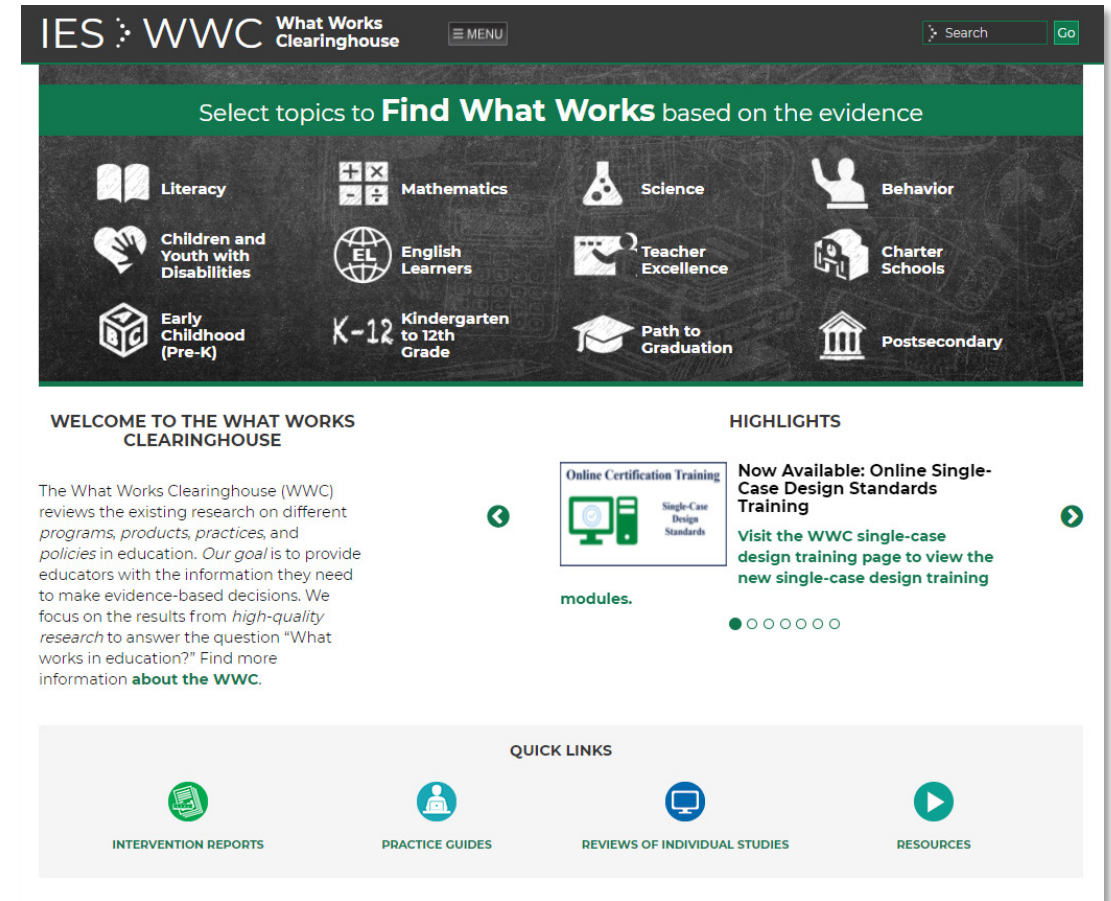 IES WWC What Works Clearinghouse
MENU
Search
Go
Select topics to Find What Works based on the evidence
Literacy
Mathematics
Science
Behavior
Children and
Youth with
Disabilities
EL
English
Learners
Teacher
Excellence
Charter
Schools
ABC
Early
Childhood
(Pre-K)
K-12
Kindergarten
to 12th
Grade
Path to
Graduation
Postsecondary
WELCOME TO THE WHAT WORKS
CLEARINGHOUSE
The What Works Clearinghouse (WWC)
reviews the existing research on different
programs, products, practices, and
policies in education. Our goal is to provide
educators with the information they need
to make evidence-based decisions. We
focus on the results from high-quality
research to answer the question “What
works in education?” Find more
information about the WWC.
HIGHLIGHTS
Online Certification Training
Single-Case
Design
Standards
Now Available: Online Single-
Case Design Standards
Training
Visit the WWC single-case
design training page to view the
new single-case design training
modules.
QUICK LINKS
INTERVENTION REPORTS
PRACTICE GUIDES
REVIEWS OF INDIVIDUAL STUDIES
RESOURCES